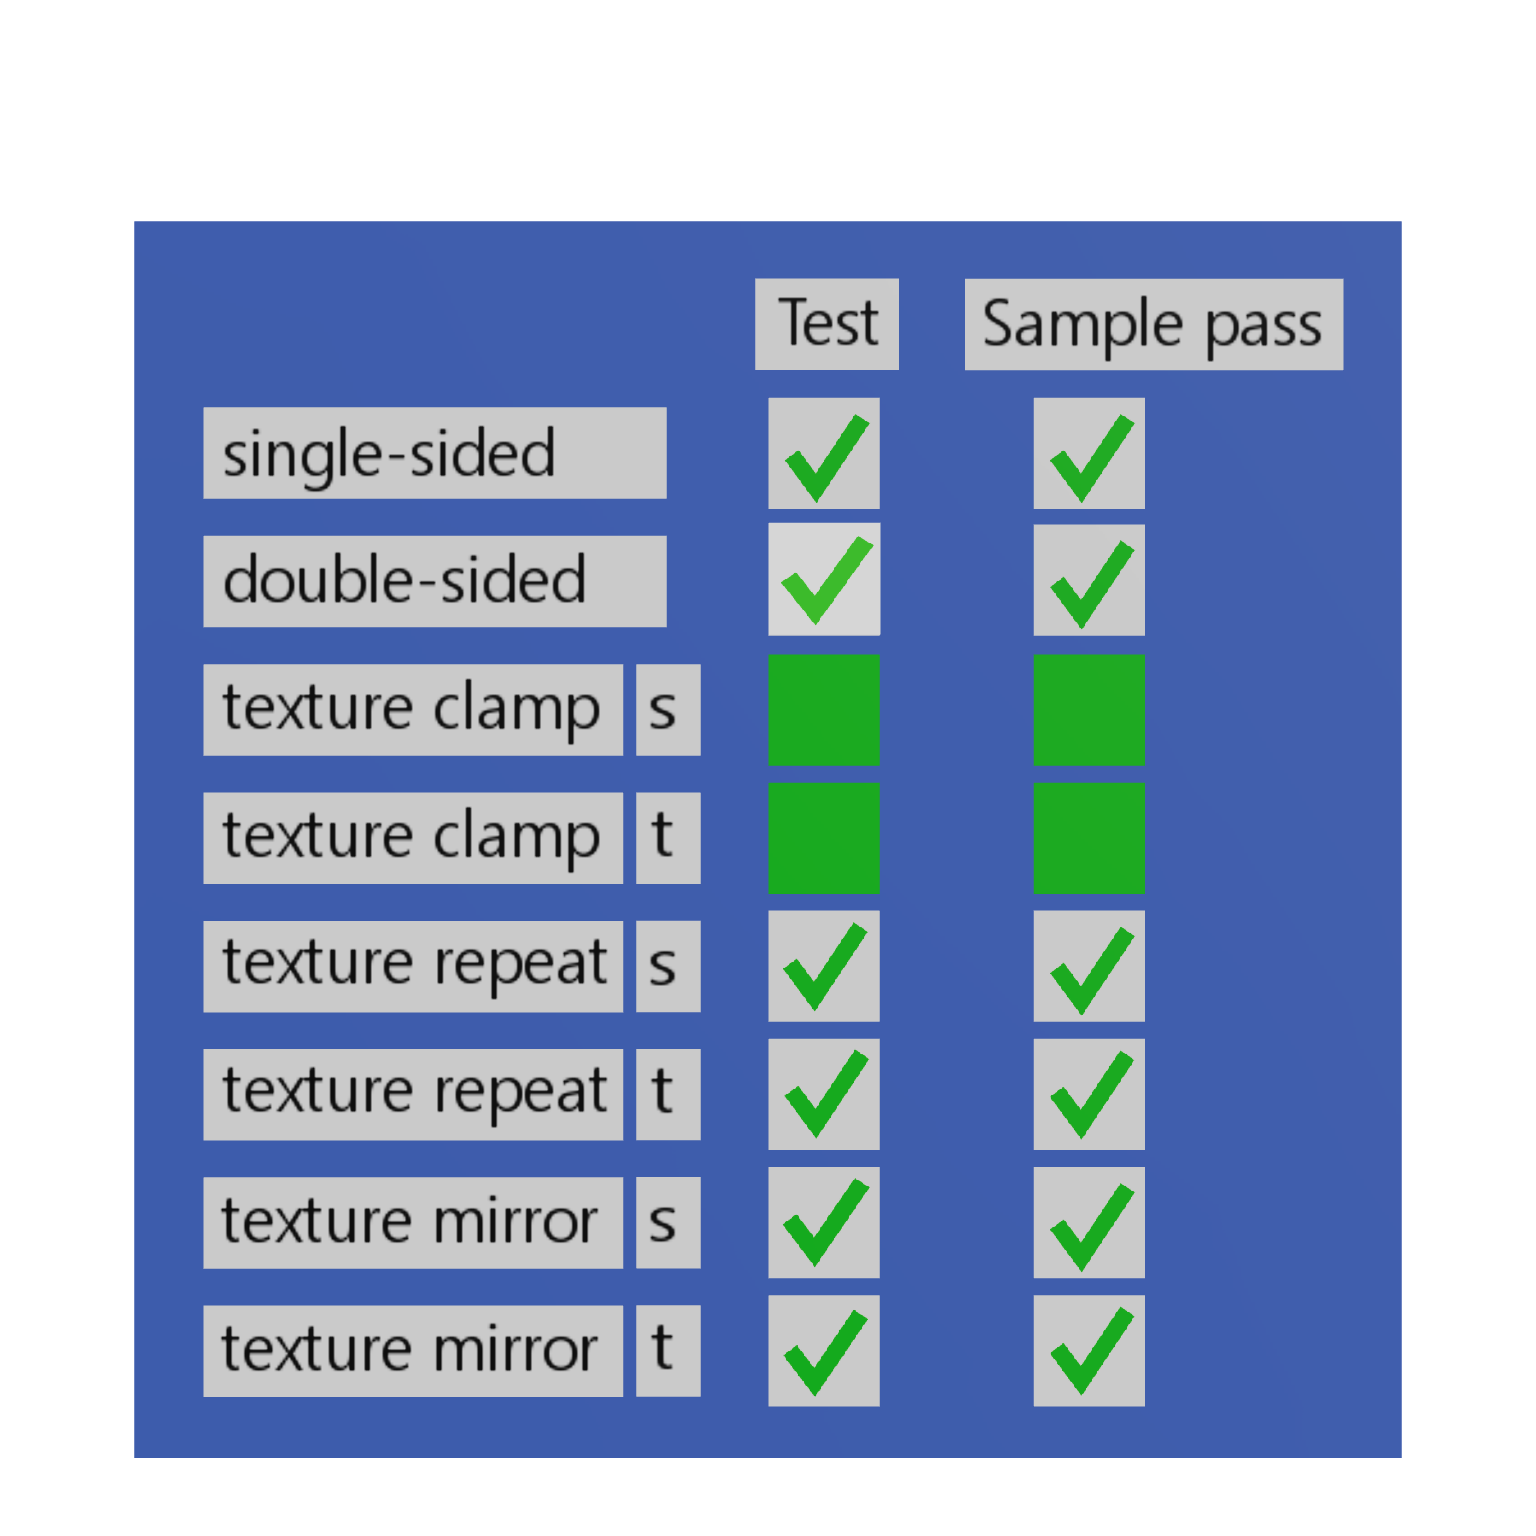 Test Sample pass
single-sided
double-sided
texture clamp s
texture clamp t
texture repeat s
texture repeat t
texture mirror s
texture mirror t